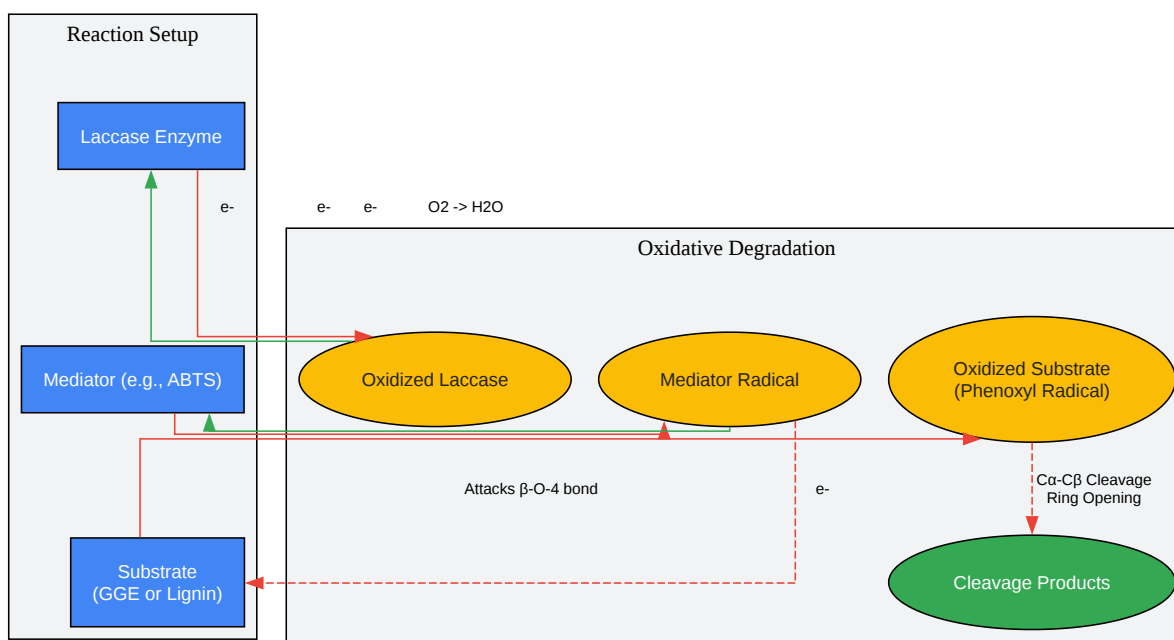 Reaction Setup
Laccase Enzyme
e-
e-
e-
O2 -> H2O
Oxidative Degradation
Mediator (e.g., ABTS)
Oxidized Laccase
Mediator Radical
Oxidized Substrate
(Phenoxyl Radical)
Attacks β-O-4 bond
e-
Cα-Cβ Cleavage
Ring Opening
Substrate
(GGE or Lignin)
Cleavage Products